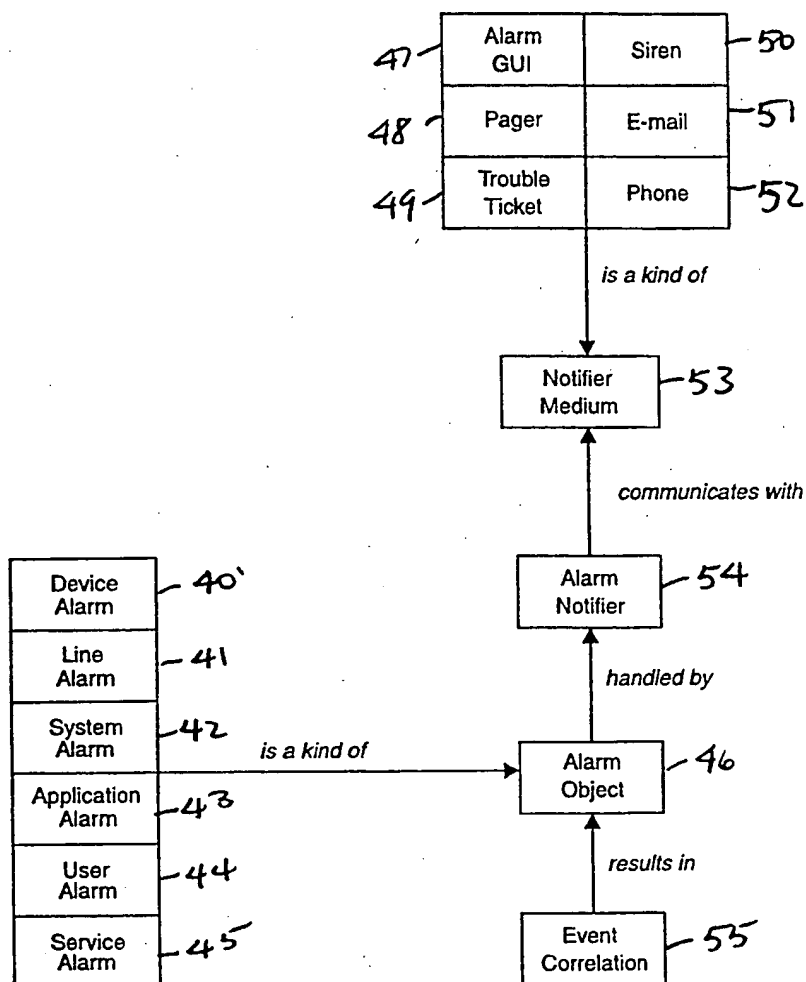 47
Alarm
GUI
Siren
50
48
Pager
E-mail
51
49
Trouble
Ticket
Phone
52
is a kind of
Notifier
Medium
53
communicates with
Device
Alarm
40'
Alarm
Notifier
54
Line
Alarm
41
handled by
System
Alarm
42
is a kind of
Alarm
Object
46
Application
Alarm
43
results in
User
Alarm
44
Service
Alarm
45
Event
Correlation
55